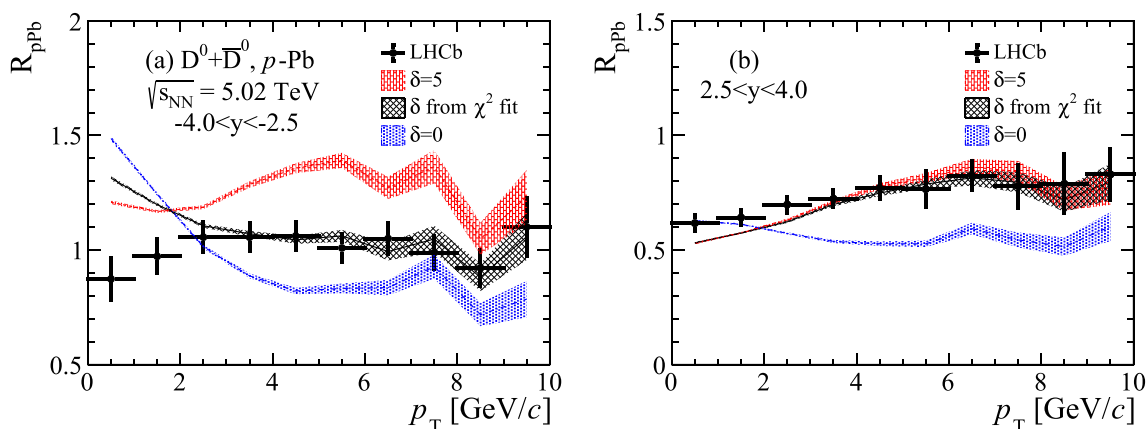 R_pPb
2
1.5
1
0.5
(a) D⁰+D̅⁰, p-Pb
√s_NN = 5.02 TeV
-4.0<y<-2.5
LHCb
δ=5
δ from χ² fit
δ=0
0 2 4 6 8 10
p_T [GeV/c]
R_pPb
1.5
1
0.5
0
(b)
2.5<y<4.0
LHCb
δ=5
δ from χ² fit
δ=0
0 2 4 6 8 10
p_T [GeV/c]